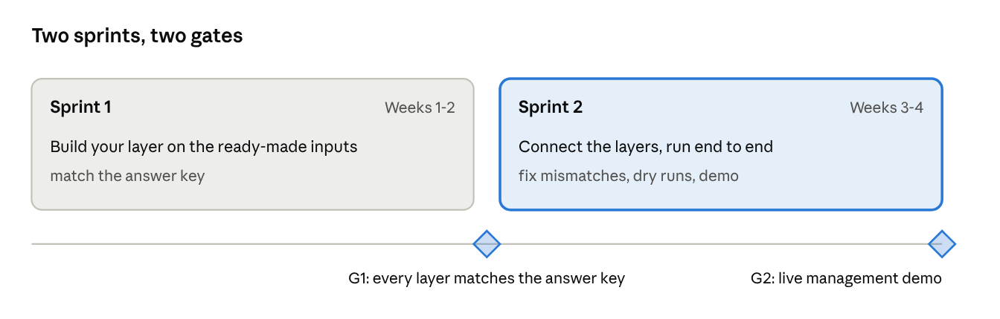 Two sprints, two gates
Sprint 1
Weeks 1-2
Build your layer on the ready-made inputs
match the answer key
Sprint 2
Weeks 3-4
Connect the layers, run end to end
fix mismatches, dry runs, demo
G1: every layer matches the answer key
G2: live management demo